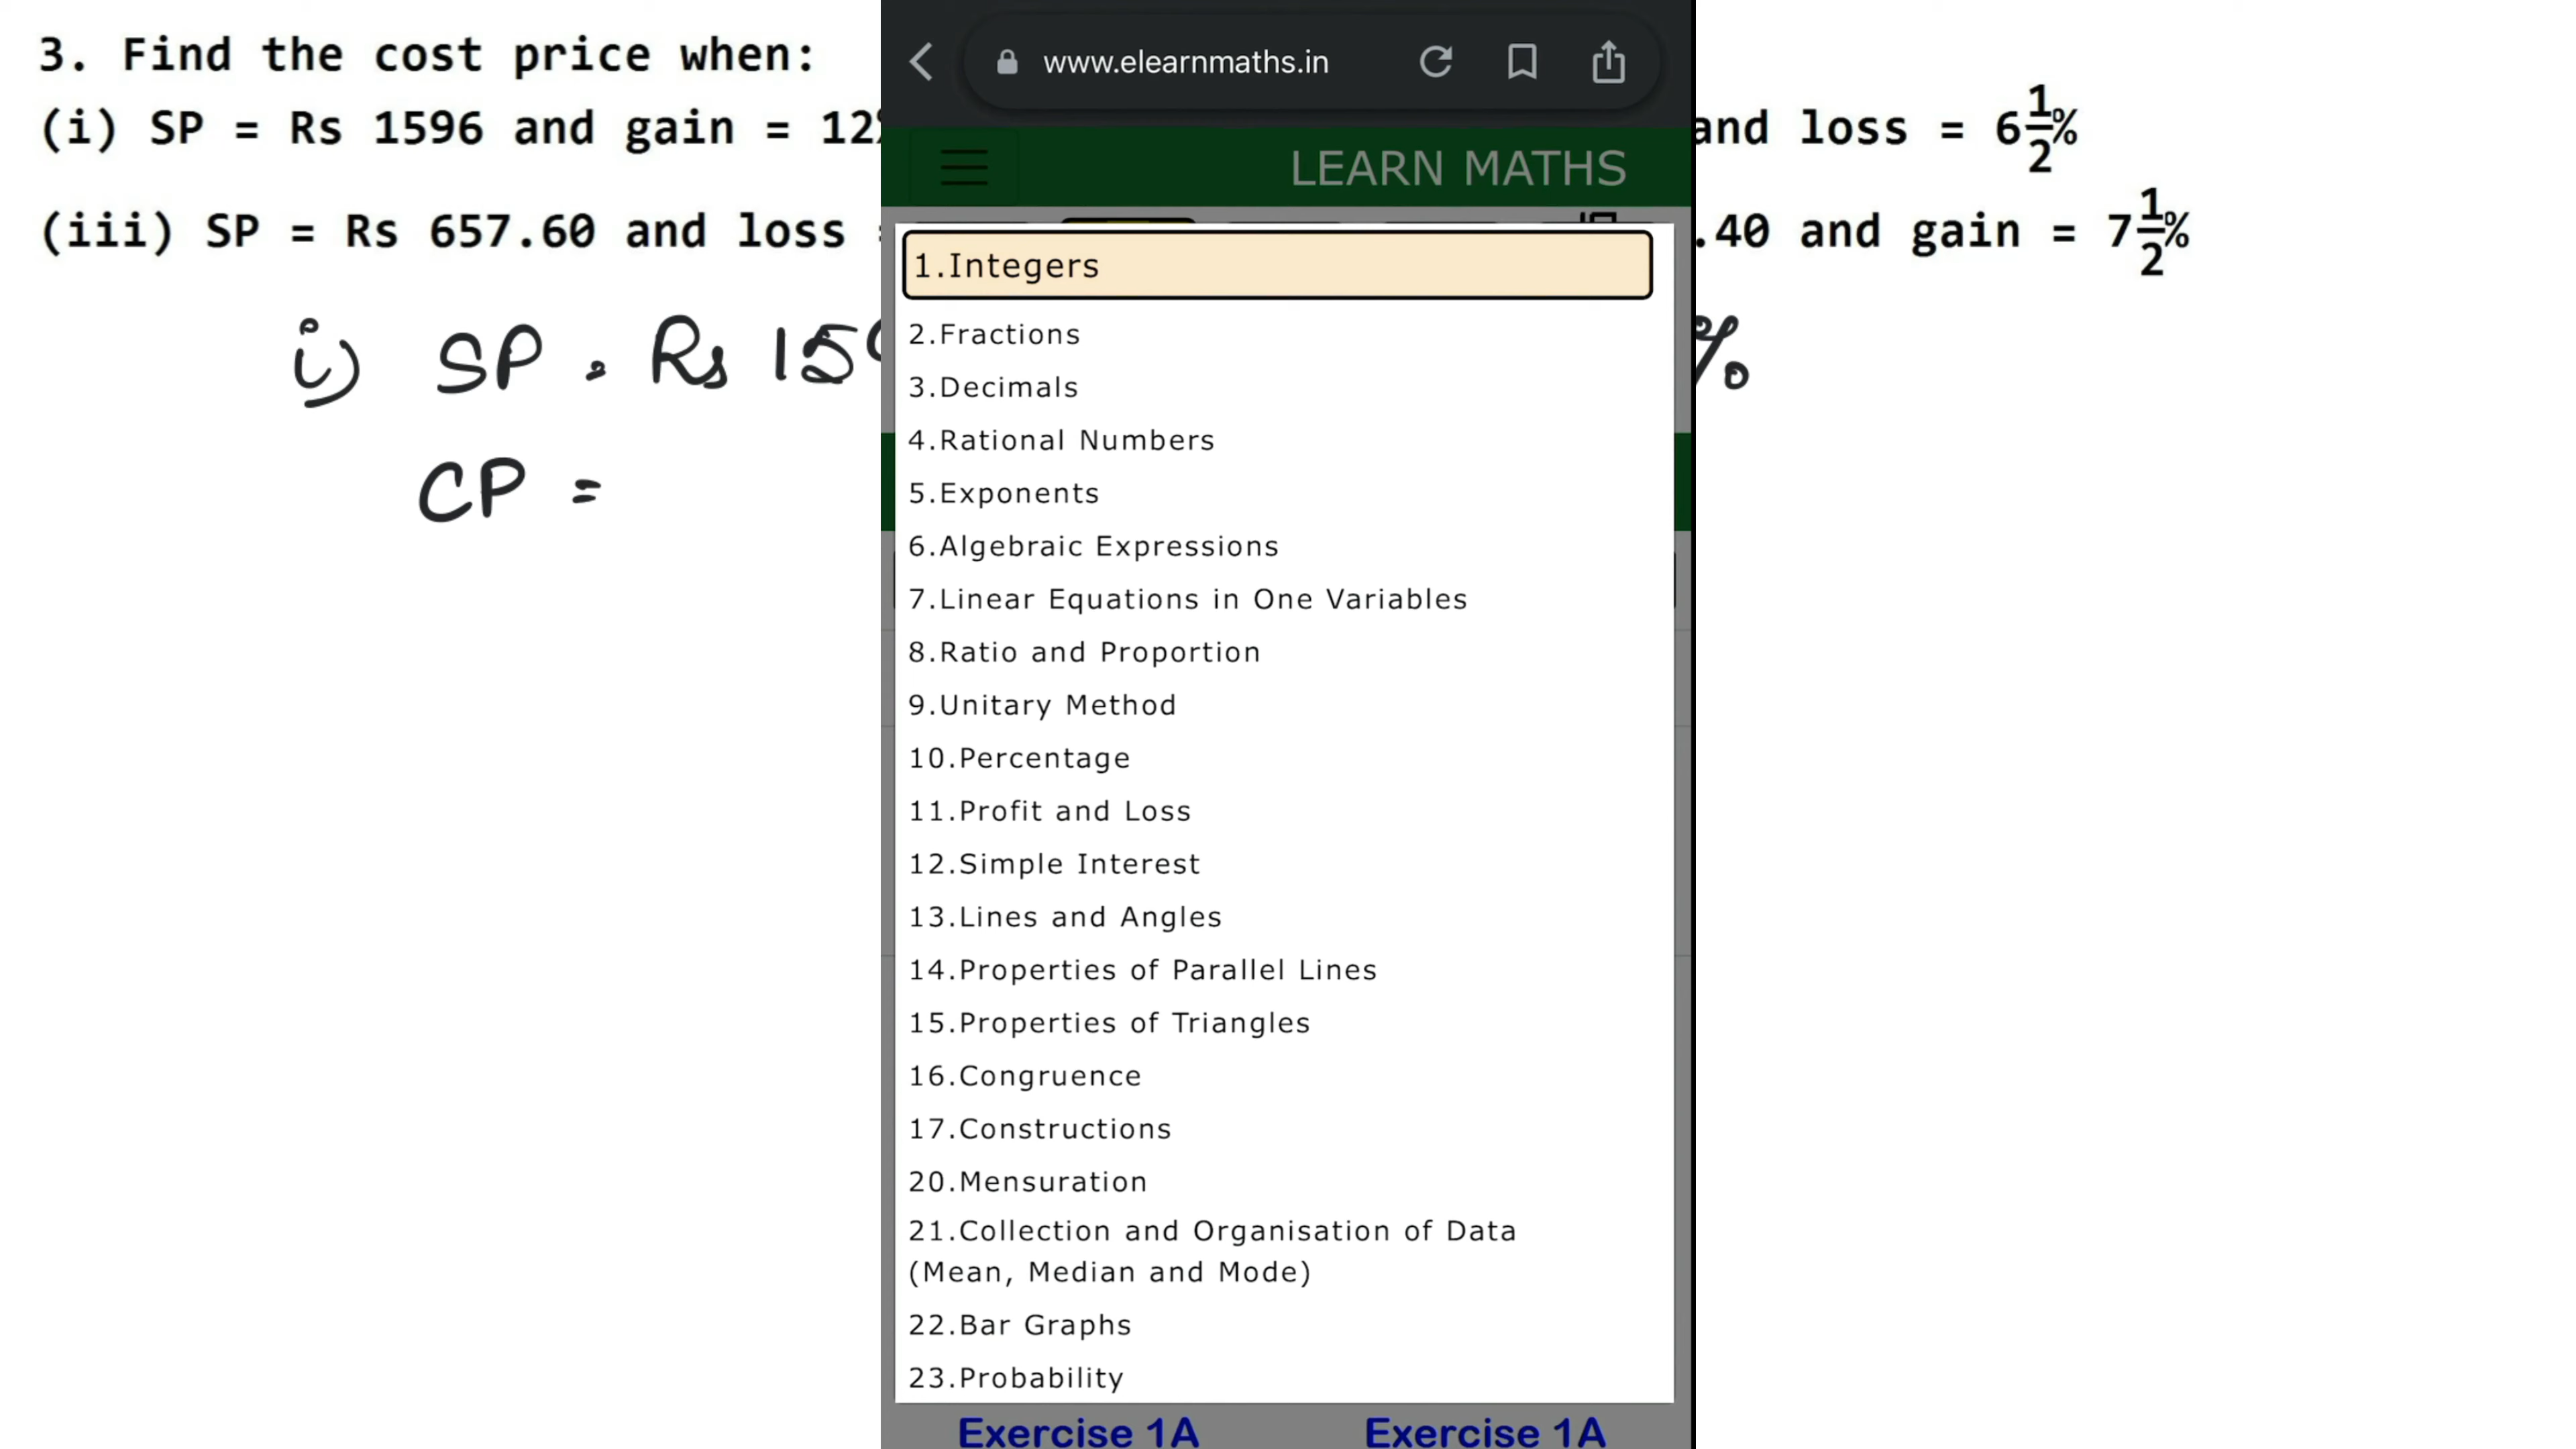 3. Find the cost price when:
(i) SP = Rs 1596 and gain = 12% and loss = 6 1/2%
(iii) SP = Rs 657.60 and loss .40 and gain = 7 1/2%
i) SP = Rs 15 %
CP =
www.elearnmaths.in
LEARN MATHS
1.Integers
2.Fractions
3.Decimals
4.Rational Numbers
5.Exponents
6.Algebraic Expressions
7.Linear Equations in One Variables
8.Ratio and Proportion
9.Unitary Method
10.Percentage
11.Profit and Loss
12.Simple Interest
13.Lines and Angles
14.Properties of Parallel Lines
15.Properties of Triangles
16.Congruence
17.Constructions
20.Mensuration
21.Collection and Organisation of Data
(Mean, Median and Mode)
22.Bar Graphs
23.Probability
Exercise 1A Exercise 1A